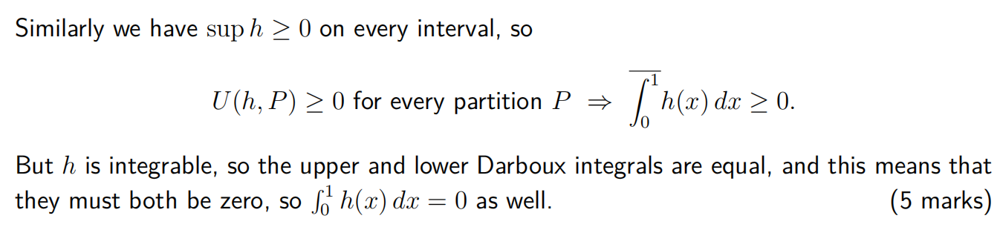 Similarly we have sup h ≥ 0 on every interval, so
U(h, P) ≥ 0 for every partition P ⇒ \overline{∫_0^1} h(x) dx ≥ 0.
But h is integrable, so the upper and lower Darboux integrals are equal, and this means that
they must both be zero, so ∫_0^1 h(x) dx = 0 as well. (5 marks)